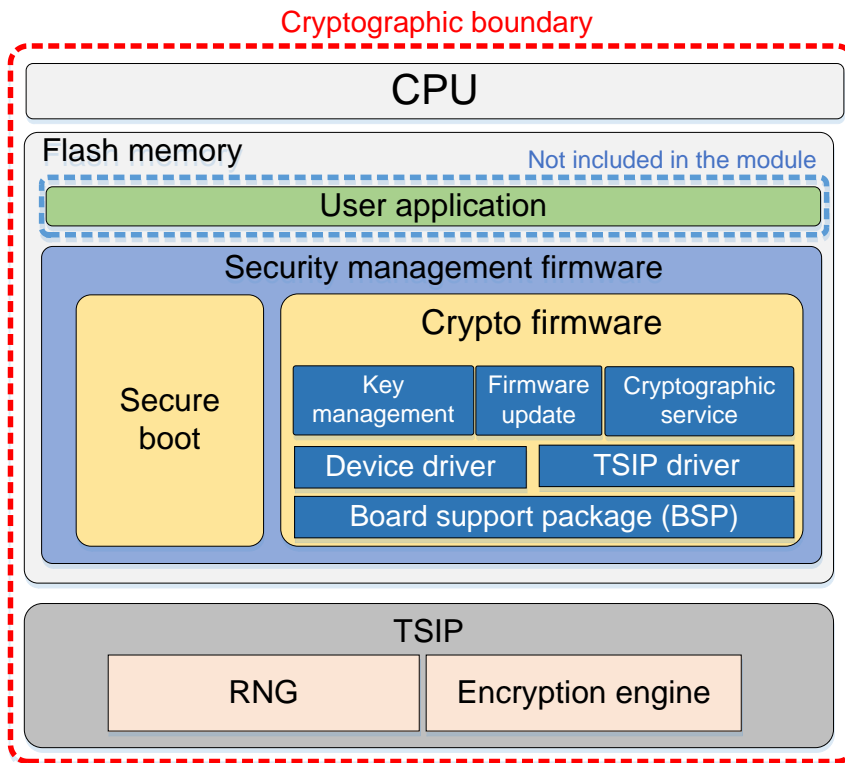 Cryptographic boundary
CPU
Flash memory
Not included in the module
User application
Security management firmware
Secure
boot
Crypto firmware
Key
management
Firmware
update
Cryptographic
service
Device driver
TSIP driver
Board support package (BSP)
TSIP
RNG
Encryption engine